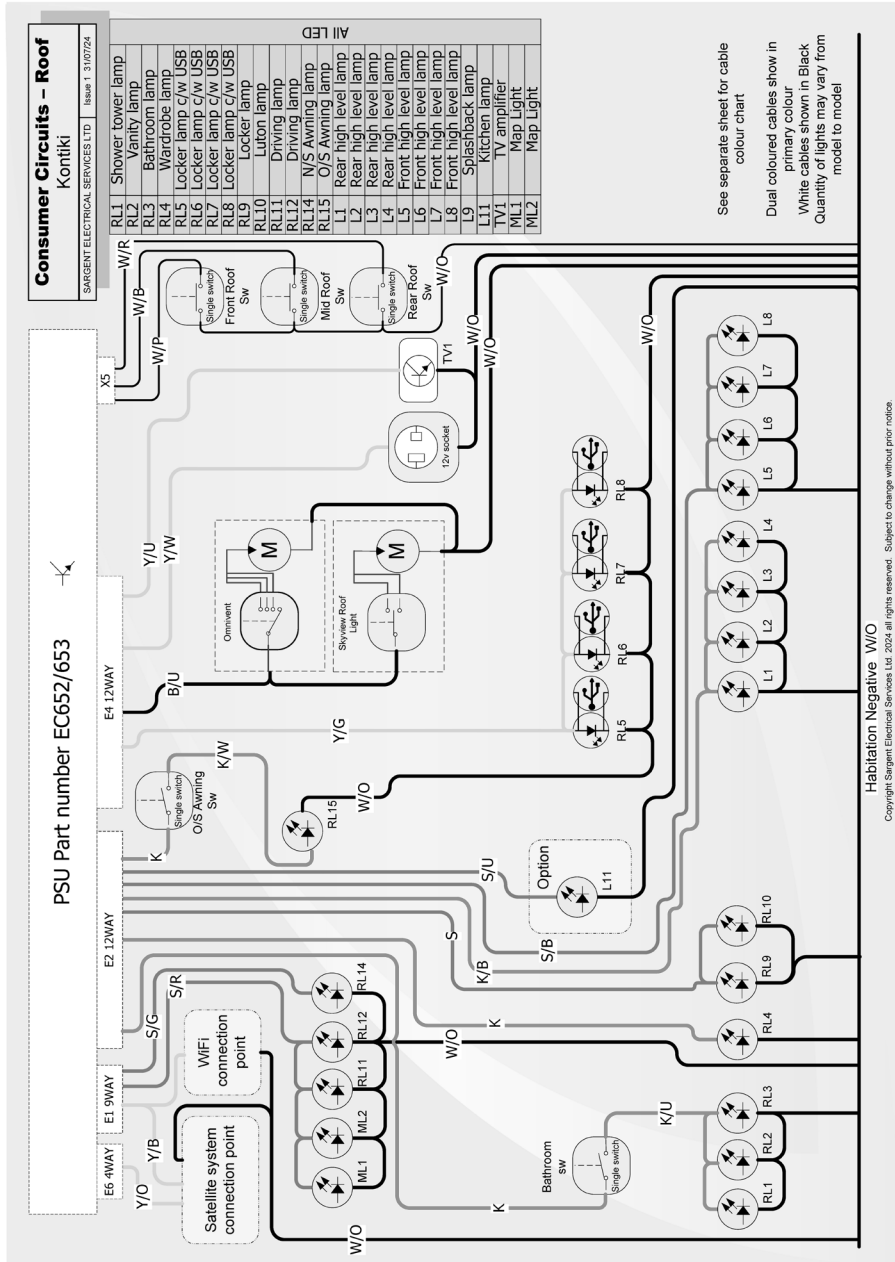 Consumer Circuits – Roof
Kontiki
SARGENT ELECTRICAL SERVICES LTD
Issue 1 31/07/24
All LED
RL1 Shower tower lamp
RL2 Vanity lamp
RL3 Bathroom lamp
RL4 Wardrobe lamp
RL5 Locker lamp c/w USB
RL6 Locker lamp c/w USB
RL7 Locker lamp c/w USB
RL8 Locker lamp c/w USB
RL9 Locker lamp
RL10 Luton lamp
RL11 Driving lamp
RL12 Driving lamp
RL14 N/S Awning lamp
RL15 O/S Awning lamp
L1 Rear high level lamp
L2 Rear high level lamp
L3 Rear high level lamp
L4 Rear high level lamp
L5 Front high level lamp
L6 Front high level lamp
L7 Front high level lamp
L8 Front high level lamp
L9 Splashback lamp
L11 Kitchen lamp
TV1 TV amplifier
ML1 Map Light
ML2 Map Light
See separate sheet for cable
colour chart
Dual coloured cables show in
primary colour
White cables shown in Black
Quantity of lights may vary from
model to model
PSU Part number EC652/653
E6 4WAY
E1 9WAY
E2 12WAY
E4 12WAY
X5
Y/O
Y/B
S/G
S/R
K
K/W
B/U
Y/U
Y/W
W/P
W/B
W/R
Satellite system
connection point
WiFi
connection
point
Single switch
O/S Awning
Sw
RL15
W/O
Y/G
Omnivent
M
Skyview Roof
Light
M
12v socket
TV1
Single switch
Front Roof
Sw
Single switch
Mid Roof
Sw
Single switch
Rear Roof
Sw
W/O
W/O
W/O
ML1
ML2
RL11
RL12
RL14
W/O
K
Bathroom
sw
Single switch
K/U
K
W/O
S
K/B
S/B
S/U
Option
L11
RL5
RL6
RL7
RL8
W/O
RL1
RL2
RL3
RL4
RL9
RL10
L1
L2
L3
L4
L5
L6
L7
L8
Habitation Negative W/O
Copyright Sargent Electrical Services Ltd. 2024 all rights reserved. Subject to change without prior notice.